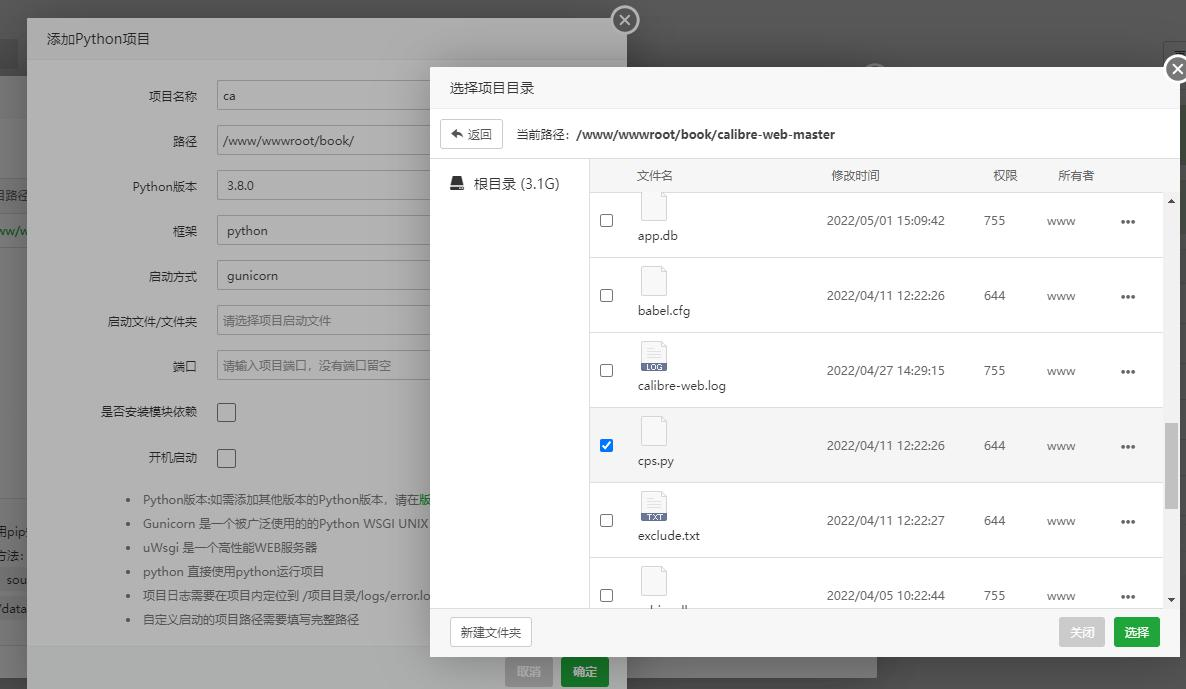 添加Python项目
项目名称 ca
路径 /www/wwwroot/book/
Python版本 3.8.0
框架 python
启动方式 gunicorn
启动文件/文件夹 请选择项目启动文件
端口 请输入项目端口，没有端口留空
是否安装模块依赖
开机启动
Python版本:如需添加其他版本的Python版本，请在版
Gunicorn 是一个被广泛使用的的Python WSGI UNIX
uWsgi 是一个高性能WEB服务器
python 直接使用python运行项目
项目日志需要在项目内定位到 /项目目录/logs/error.lo
自定义启动的项目路径需要填写完整路径
取消 确定
目路径
ww/w
用pip
方法：
sou
/data
选择项目目录
返回 当前路径：/www/wwwroot/book/calibre-web-master
根目录 (3.1G)
文件名 修改时间 权限 所有者
app.db 2022/05/01 15:09:42 755 www
babel.cfg 2022/04/11 12:22:26 644 www
LOG
calibre-web.log 2022/04/27 14:29:15 755 www
cps.py 2022/04/11 12:22:26 644 www
TXT
exclude.txt 2022/04/11 12:22:27 644 www
2022/04/05 10:22:44 755 www
新建文件夹 关闭 选择